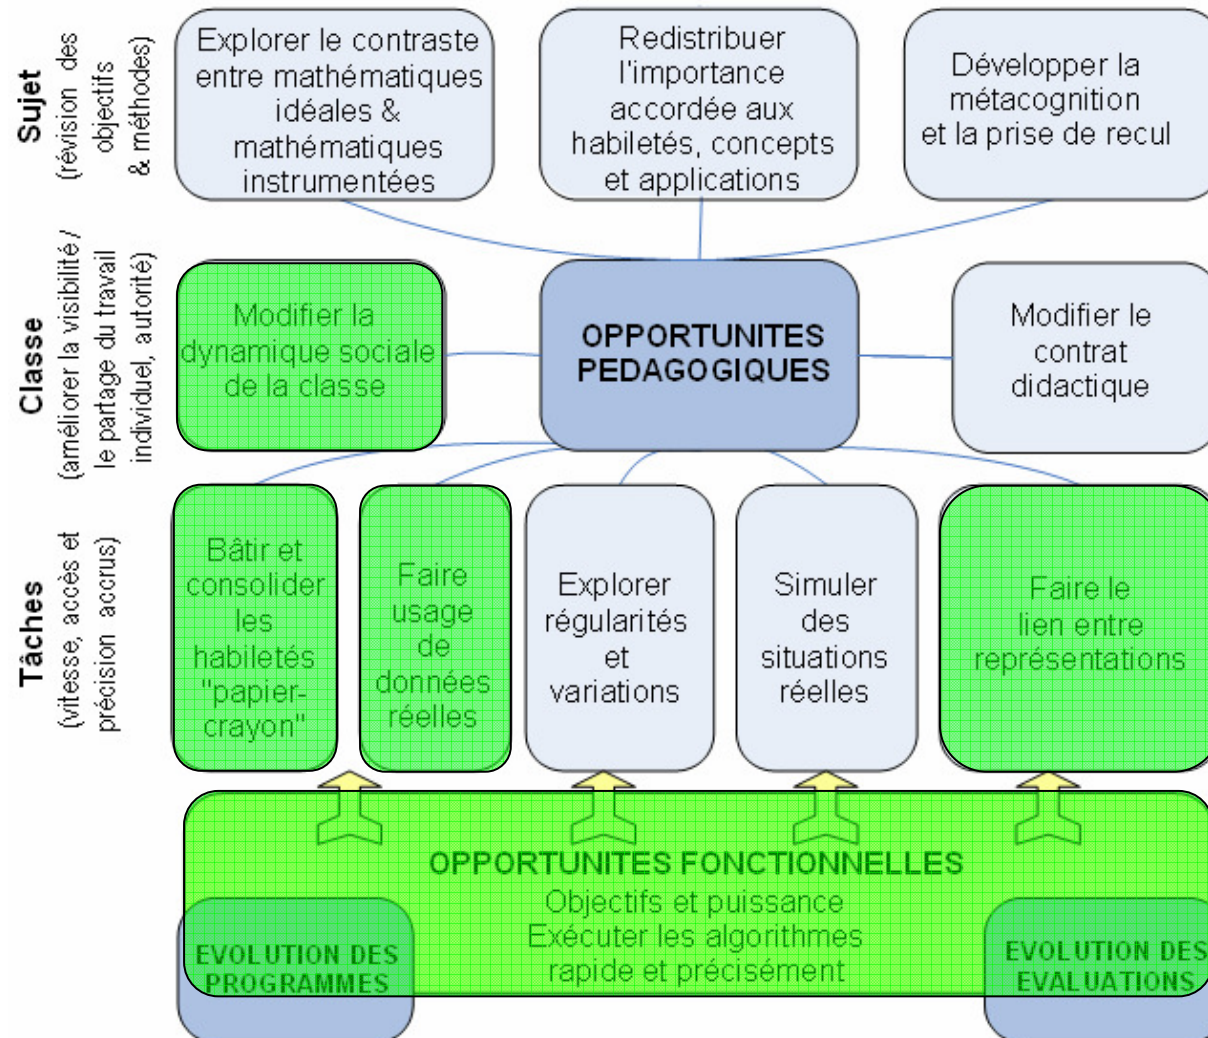 Sujet
(révision des
objectifs
& méthodes)
Explorer le contraste
entre mathématiques
idéales &
mathématiques
instrumentées
Redistribuer
l'importance
accordée aux
habiletés, concepts
et applications
Développer la
métacognition
et la prise de recul
Classe
(améliorer la visibilité /
le partage du travail
individuel, autorité)
Modifier la
dynamique sociale
de la classe
OPPORTUNITES
PEDAGOGIQUES
Modifier le
contrat
didactique
Tâches
(vitesse, accès et
précision accrus)
Bâtir et
consolider
les
habiletés
"papier-
crayon"
Faire
usage
de
données
réelles
Explorer
régularités
et
variations
Simuler
des
situations
réelles
Faire le
lien entre
représentations
OPPORTUNITES FONCTIONNELLES
Objectifs et puissance
Exécuter les algorithmes
rapide et précisément
EVOLUTION DES
PROGRAMMES
EVOLUTION DES
EVALUATIONS